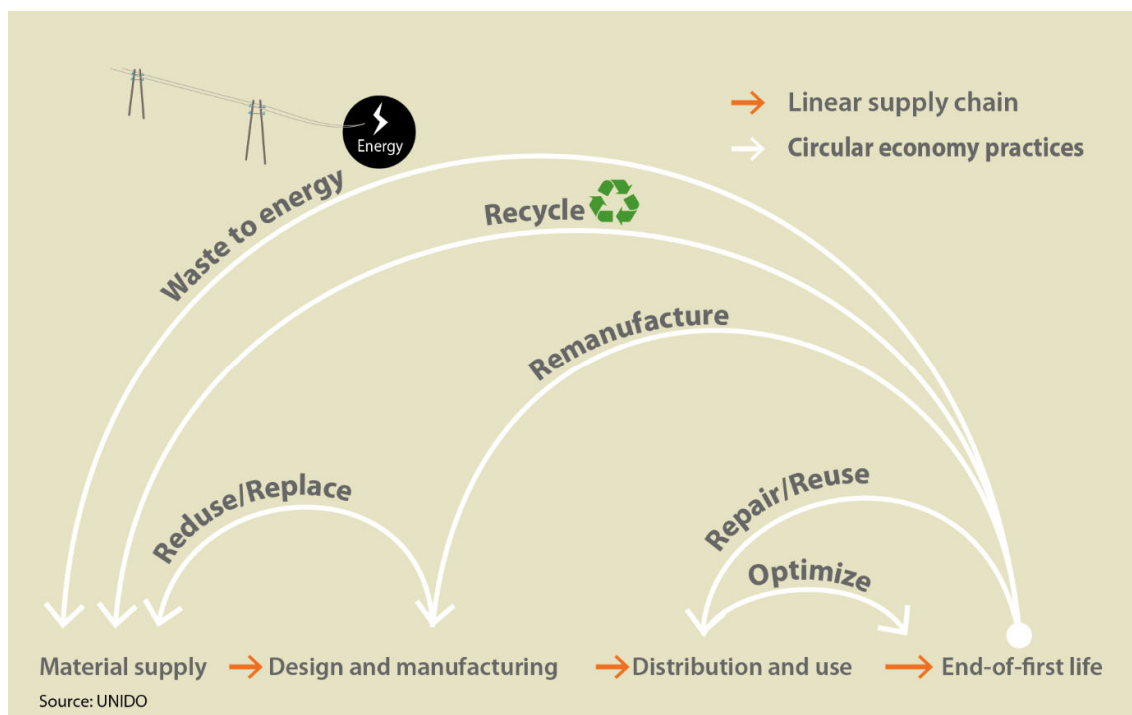 Energy
Linear supply chain
Circular economy practices
Waste to energy
Recycle
Remanufacture
Reduse/Replace
Repair/Reuse
Optimize
Material supply
Design and manufacturing
Distribution and use
End-of-first life
Source: UNIDO